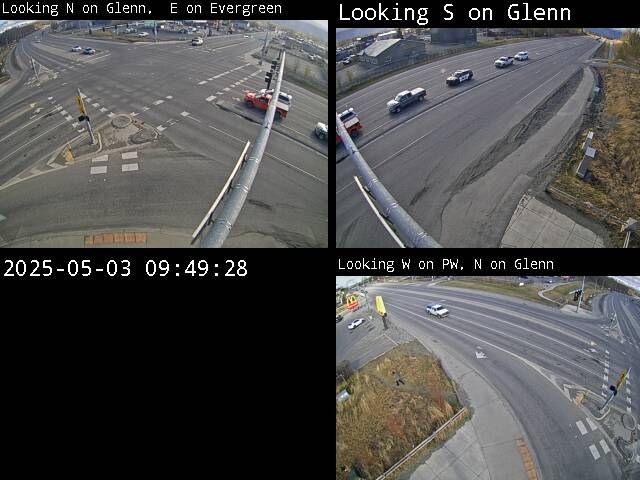 Looking N on Glenn,  E on Evergreen
Looking S on Glenn
2025-05-03 09:49:28
Looking W on PW, N on Glenn